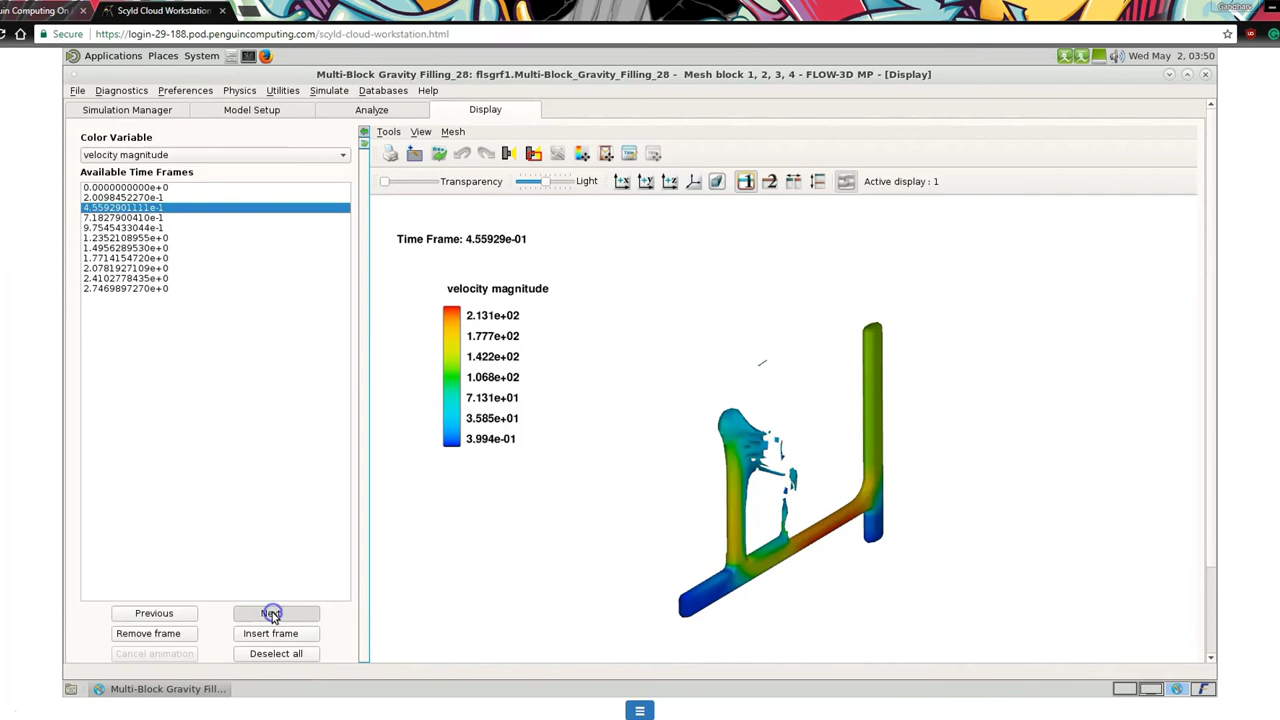 uin Computing On
Scyld Cloud Workstation
Gandharv
Secure
https://login-29-188.pod.penguincomputing.com/scyld-cloud-workstation.html
Applications Places System
Wed May 2, 03:50
Multi-Block Gravity Filling_28: flsgrf1.Multi-Block_Gravity_Filling_28 - Mesh block 1, 2, 3, 4 - FLOW-3D MP - [Display]
File Diagnostics Preferences Physics Utilities Simulate Databases Help
Simulation Manager Model Setup Analyze Display
Color Variable
velocity magnitude
Available Time Frames
0.0000000000e+0
2.0098452270e-1
4.5592901111e-1
7.1827900410e-1
9.7545433044e-1
1.2352108955e+0
1.4956289530e+0
1.7714154720e+0
2.0781927109e+0
2.4102778435e+0
2.7469897270e+0
Previous Next
Remove frame Insert frame
Cancel animation Deselect all
Tools View Mesh
Transparency Light Active display : 1
Time Frame: 4.55929e-01
velocity magnitude
2.131e+02
1.777e+02
1.422e+02
1.068e+02
7.131e+01
3.585e+01
3.994e-01
Multi-Block Gravity Fill...